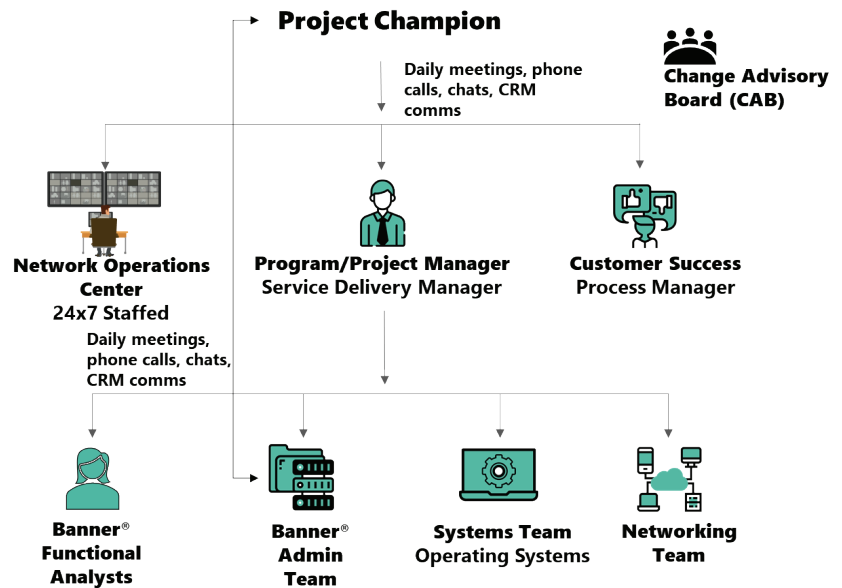 Project Champion
Daily meetings, phone
calls, chats, CRM
comms
Change Advisory
Board (CAB)
Network Operations
Center
24x7 Staffed
Program/Project Manager
Service Delivery Manager
Customer Success
Process Manager
Daily meetings,
phone calls, chats,
CRM comms
Banner®
Functional
Analysts
Banner®
Admin
Team
Systems Team
Operating Systems
Networking
Team